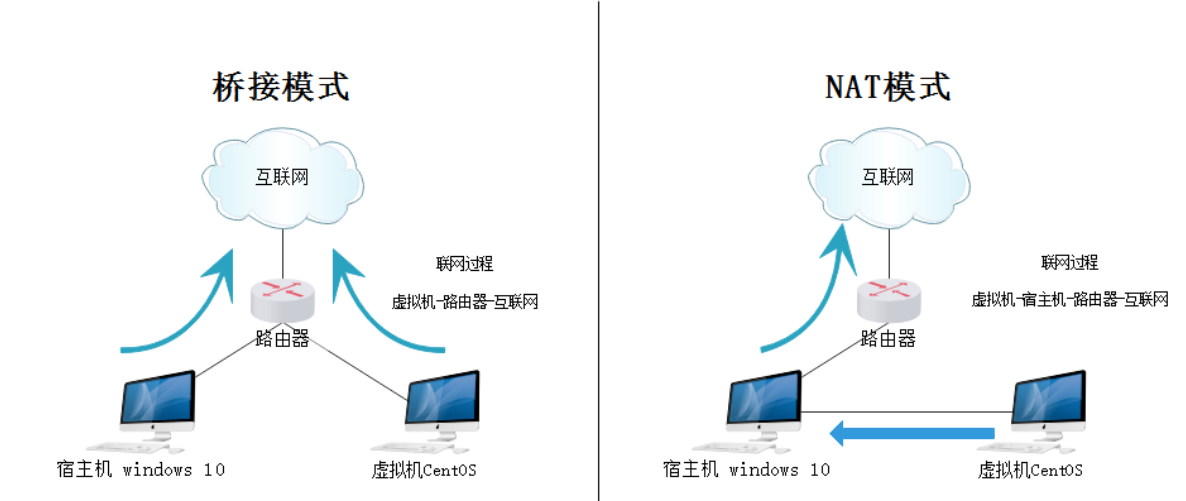 桥接模式
互联网
联网过程
虚拟机-路由器-互联网
路由器
宿主机 windows 10
虚拟机CentOS
NAT模式
互联网
联网过程
虚拟机-宿主机-路由器-互联网
路由器
宿主机 windows 10
虚拟机CentOS